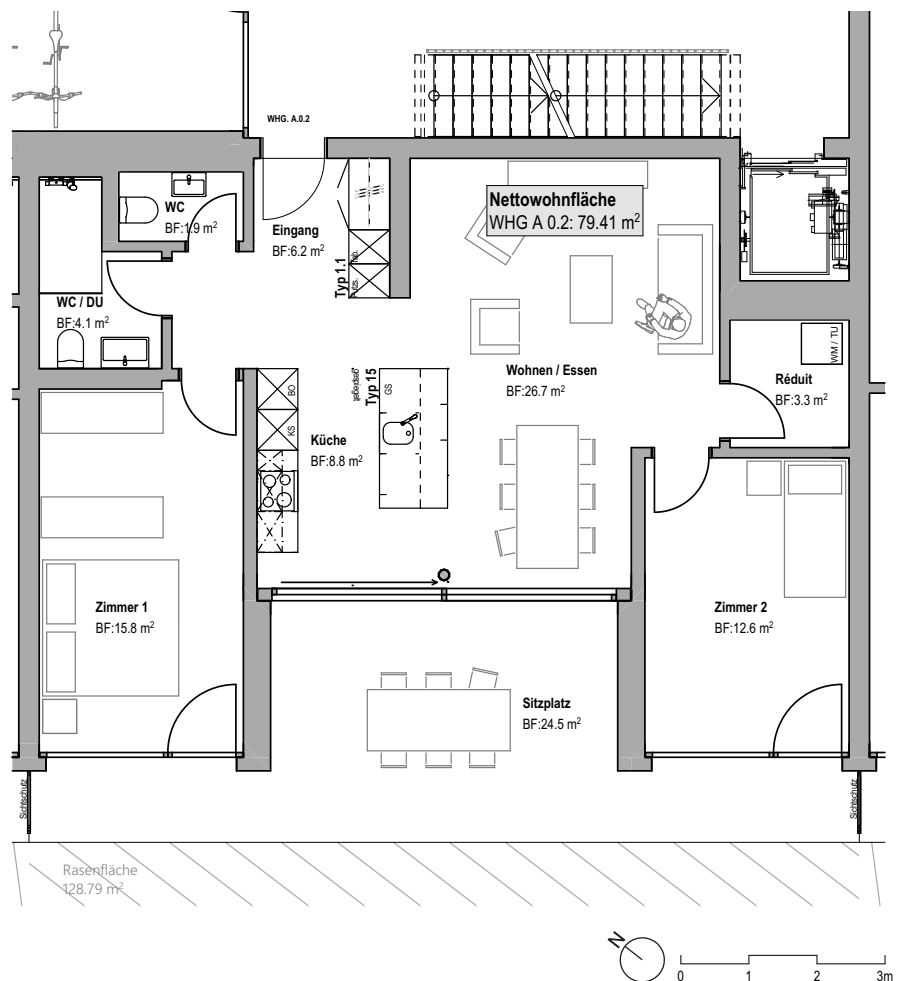 WHG. A.0.2
WC
BF:1.9 m²
Eingang
BF:6.2 m²
Nettowohnfläche
WHG A 0.2: 79.41 m²
Typ 1.1
Putzs.
WC / DU
BF:4.1 m²
WM / TU
Réduit
BF:3.3 m²
Wohnen / Essen
BF:26.7 m²
BO
KS
Küche
BF:8.8 m²
Typ 15
gespiegelt
GS
Zimmer 1
BF:15.8 m²
Zimmer 2
BF:12.6 m²
Sitzplatz
BF:24.5 m²
Sichtschutz
Sichtschutz
Rasenfläche
128.79 m²
N
0 1 2 3m